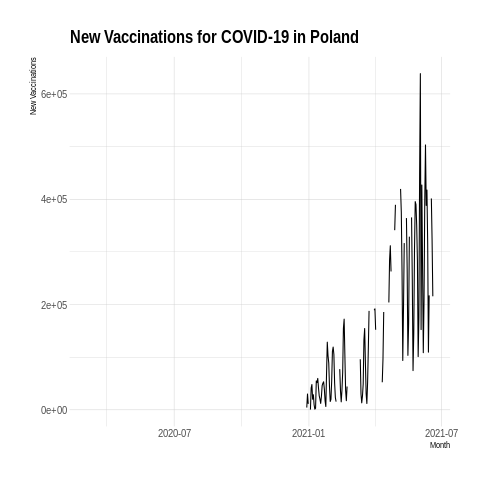 New Vaccinations for COVID-19 in Poland
New Vaccinations
6e+05
4e+05
2e+05
0e+00
2020-07
2021-01
2021-07
Month